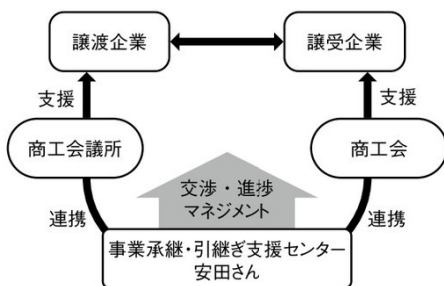 譲渡企業
譲受企業
支援
支援
商工会議所
商工会
交渉・進捗
マネジメント
連携
連携
事業承継・引継ぎ支援センター
安田さん